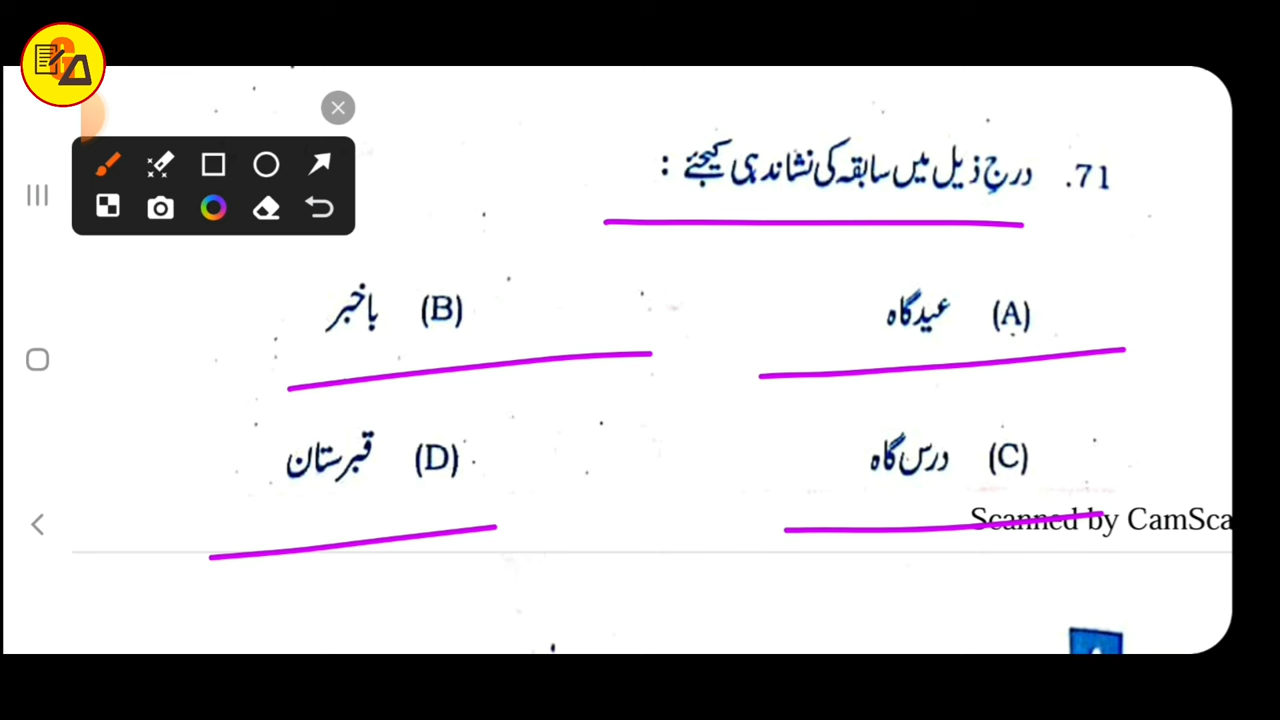 71. درج ذیل میں سابقہ کی نشاندہی کیجئے :
(A) عیدگاہ (B) باخبر
(C) درس گاہ (D) قبرستان
Scanned by CamSca